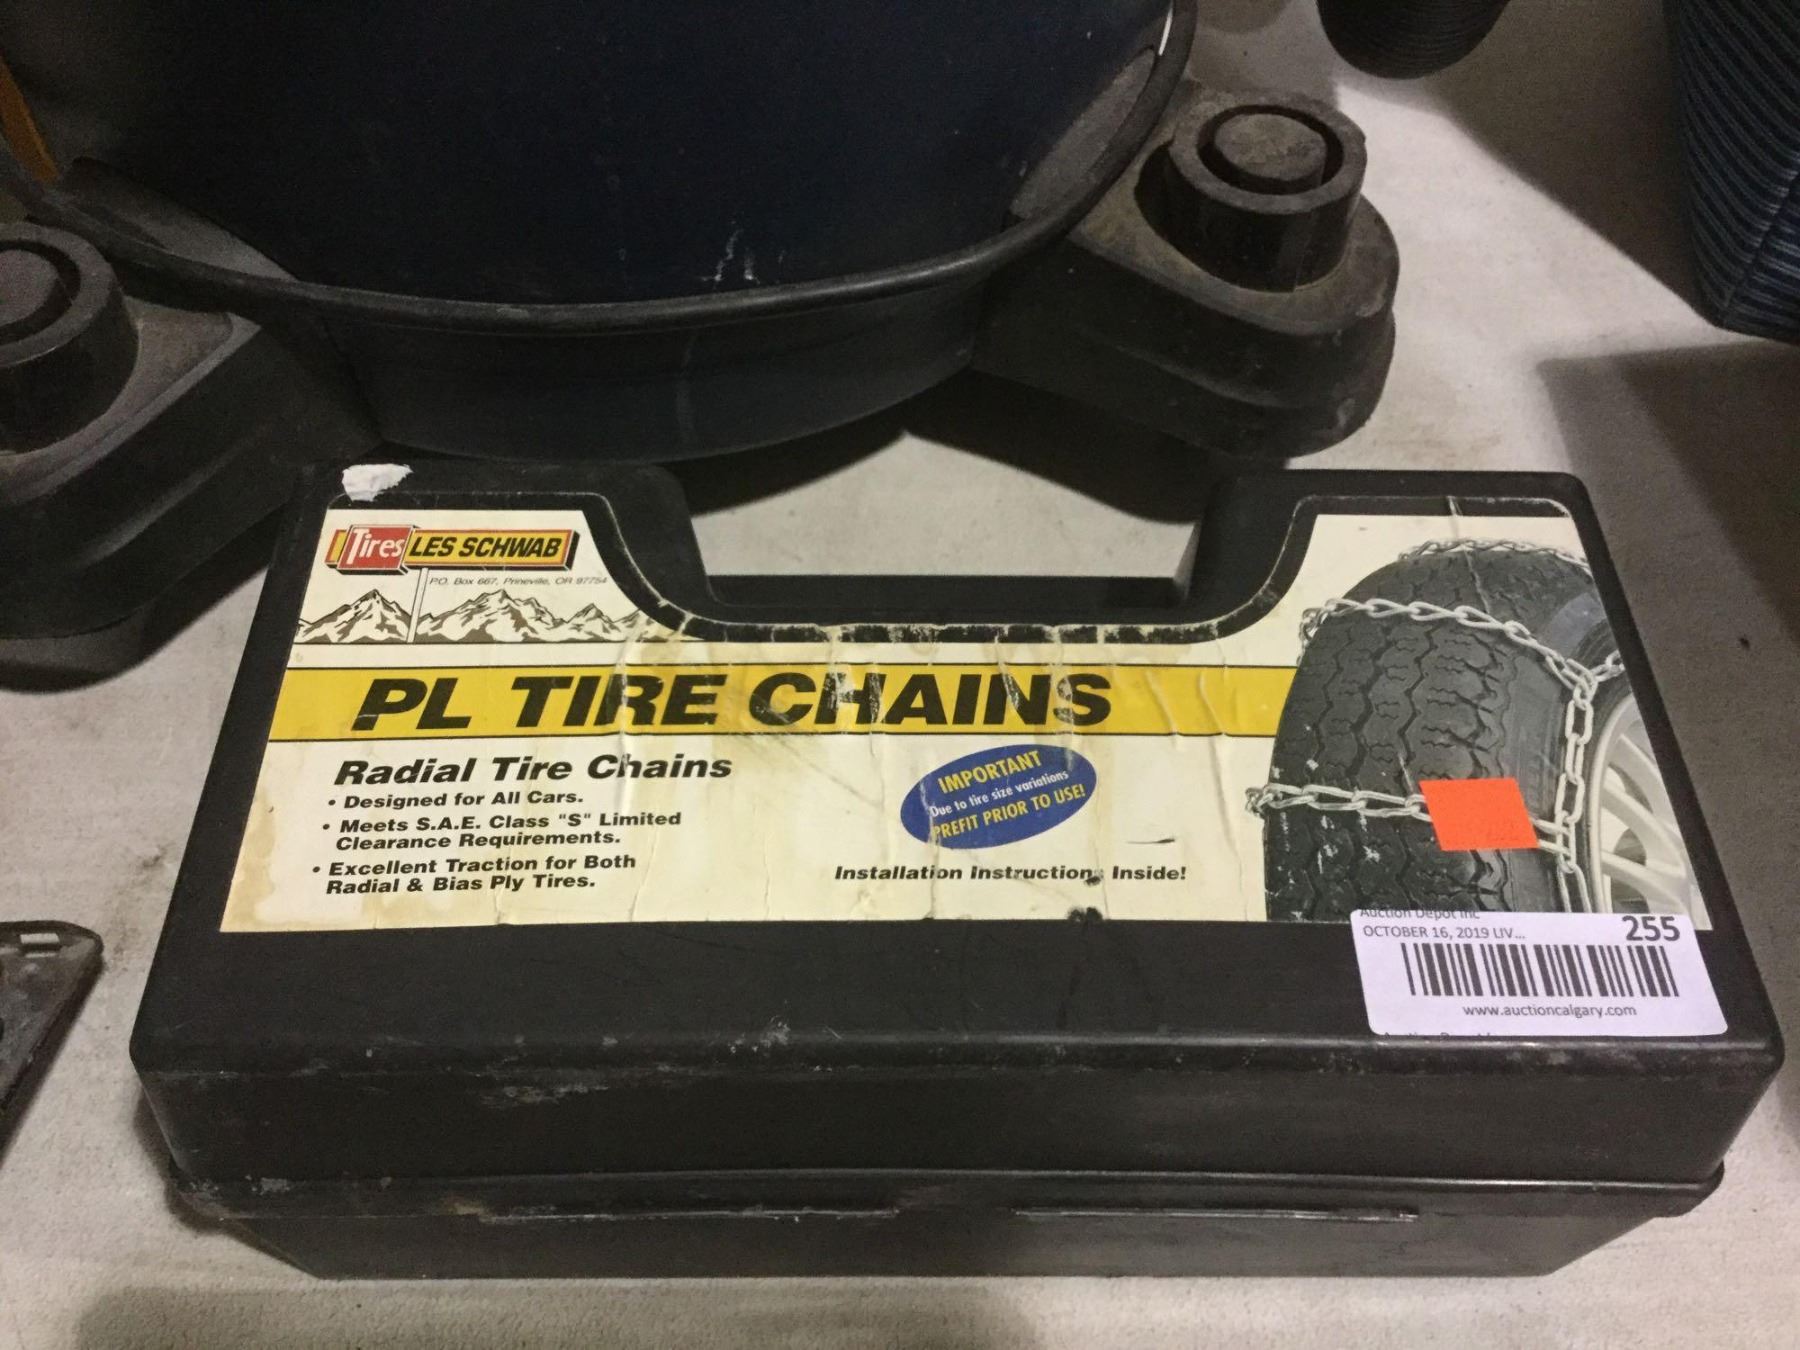 Tires LES SCHWAB
P.O. Box 667, Prineville, OR 97754
PL TIRE CHAINS
Radial Tire Chains
• Designed for All Cars.
• Meets S.A.E. Class "S" Limited
Clearance Requirements.
• Excellent Traction for Both
Radial & Bias Ply Tires.
IMPORTANT
Due to tire size variations
PREFIT PRIOR TO USE!
Installation Instructions Inside!
Auction Depot Inc
OCTOBER 16, 2019 LIV...
255
www.auctioncalgary.com